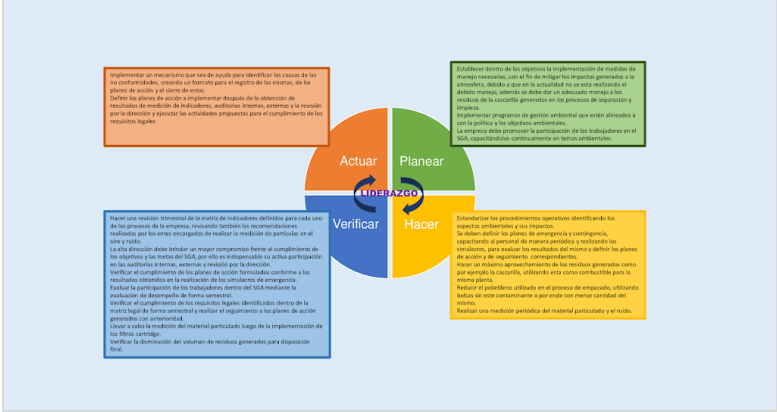 Implementar un mecanismo que sea de ayuda para identificar las causas de las
no conformidades, creando un formato para el registro de las mismas, de los
planes de acción y el cierre de estos.
Definir los planes de acción a implementar después de la obtención de
resultados de medición de indicadores, auditorias internas, externas y la revisión
por la dirección y ejecutar las actividades propuestas para el cumplimiento de los
requisitos legales
Establecer dentro de los objetivos la implementación de medidas de
manejo necesarias, con el fin de mitigar los impactos generados a la
atmosfera, debido a que en la actualidad no se esta realizando el
debido manejo, además se debe dar un adecuado manejo a los
residuos de la cascarilla generados en los procesos de separación y
limpieza.
Implementar programas de gestión ambiental que estén alineados a
con la política y los objetivos ambientales.
La empresa debe promover la participación de los trabajadores en el
SGA, capacitándolos continuamente en temas ambientales.
Actuar
Planear
LIDERAZGO
Verificar
Hacer
Hacer una revisión trimestral de la matriz de indicadores definidos para cada uno
de los procesos de la empresa, revisando también las recomendaciones
realizadas por los entes encargados de realizar la medición de partículas en el
aire y ruido.
La alta dirección debe brindar un mayor compromiso frente al cumplimiento de
los objetivos y las metas del SGA, por ello es indispensable su activa participación
en las auditorias internas, externas y revisión por la dirección.
Verificar el cumplimiento de los planes de acción formulados conforme a los
resultados obtenidos en la realización de los simulacros de emergencia.
Evaluar la participación de los trabajadores dentro del SGA mediante la
evaluación de desempeño de forma semestral.
Verificar el cumplimiento de los requisitos legales identificados dentro de la
matriz legal de forma semestral y realizar el seguimiento a los planes de acción
generados con anterioridad.
Llevar a cabo la medición del material particulado luego de la implementación de
los filtros cartridge.
Verificar la disminución del volumen de residuos generados para disposición
final.
Estandarizar los procedimientos operativos identificando los
aspectos ambientales y sus impactos.
Se deben definir los planes de emergencia y contingencia,
capacitando al personal de manera periódica y realizando los
simulacros, para evaluar los resultados del mismo y definir los planes
de acción y de seguimiento correspondientes.
Hacer un máximo aprovechamiento de los residuos generados como
por ejemplo la cascarilla, utilizando esta como combustible para la
misma planta.
Reducir el polietileno utilizado en el proceso de empacado, utilizando
bolsas sin este contaminante o por ende con menor cantidad del
mismo.
Realizar una medición periódica del material particulado y el ruido.